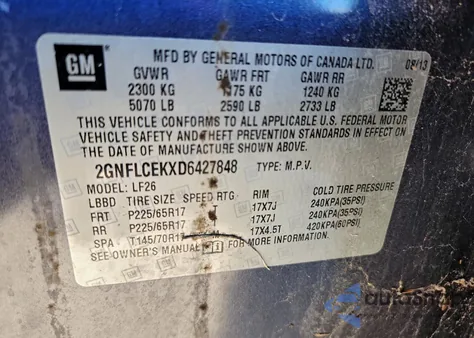 GM
MFD BY GENERAL MOTORS OF CANADA LTD. 08/13
GVWR GAWR FRT GAWR RR
2300 KG 1175 KG 1240 KG
5070 LB 2590 LB 2733 LB
THIS VEHICLE CONFORMS TO ALL APPLICABLE U.S. FEDERAL MOTOR
VEHICLE SAFETY AND THEFT PREVENTION STANDARDS IN EFFECT ON THE
DATE OF MANUFACTURE SHOWN ABOVE.
2GNFLCEKXD6427848 TYPE: M.P.V.
MODEL: LF26
LBBD TIRE SIZE SPEED RTG RIM COLD TIRE PRESSURE
FRT P225/65R17 17X7J 240KPA(35PSI)
RR P225/65R17 17X7J 240KPA(35PSI)
SPA T145/70R17 M 17X4.5T 420KPA(60PSI)
SEE OWNER'S MANUAL